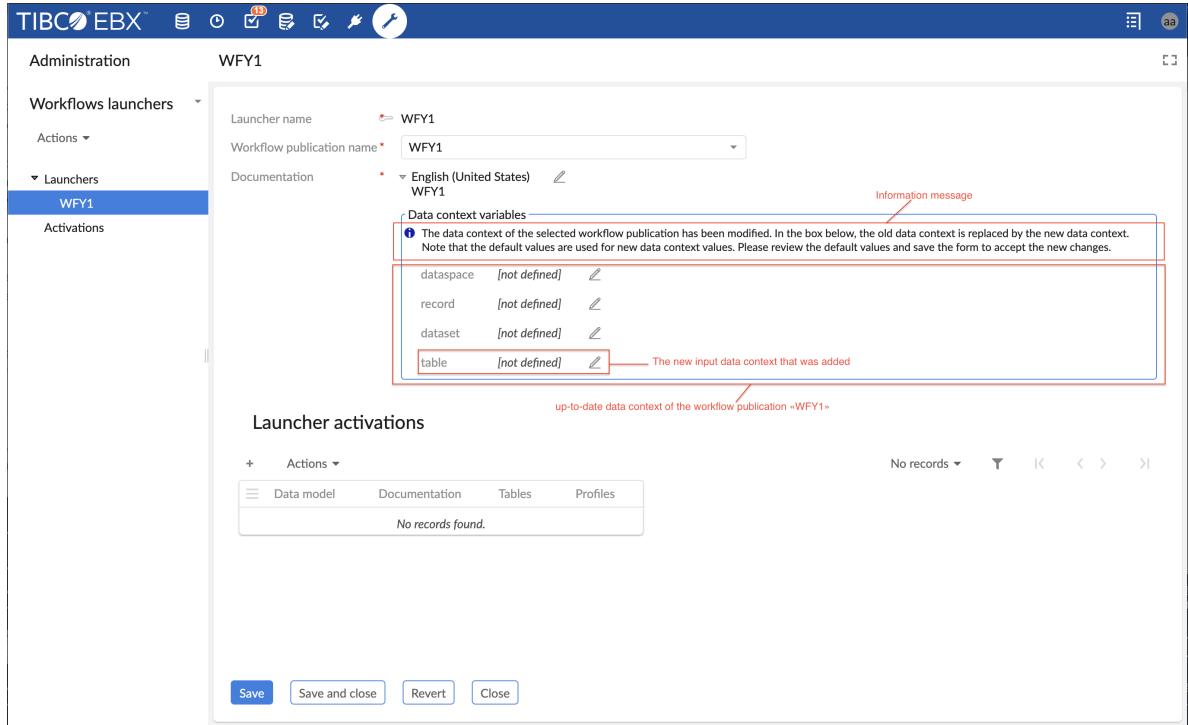 TIBCO EBX™
13
aa
Administration
WFY1
Workflows launchers
Actions
Launchers
WFY1
Activations
Launcher name
WFY1
Workflow publication name *
WFY1
Documentation *
English (United States)
WFY1
Information message
Data context variables
The data context of the selected workflow publication has been modified. In the box below, the old data context is replaced by the new data context.
Note that the default values are used for new data context values. Please review the default values and save the form to accept the new changes.
dataspace [not defined]
record [not defined]
dataset [not defined]
table [not defined]
The new input data context that was added
up-to-date data context of the workflow publication «WFY1»
Launcher activations
+ Actions
No records
Data model Documentation Tables Profiles
No records found.
Save Save and close Revert Close